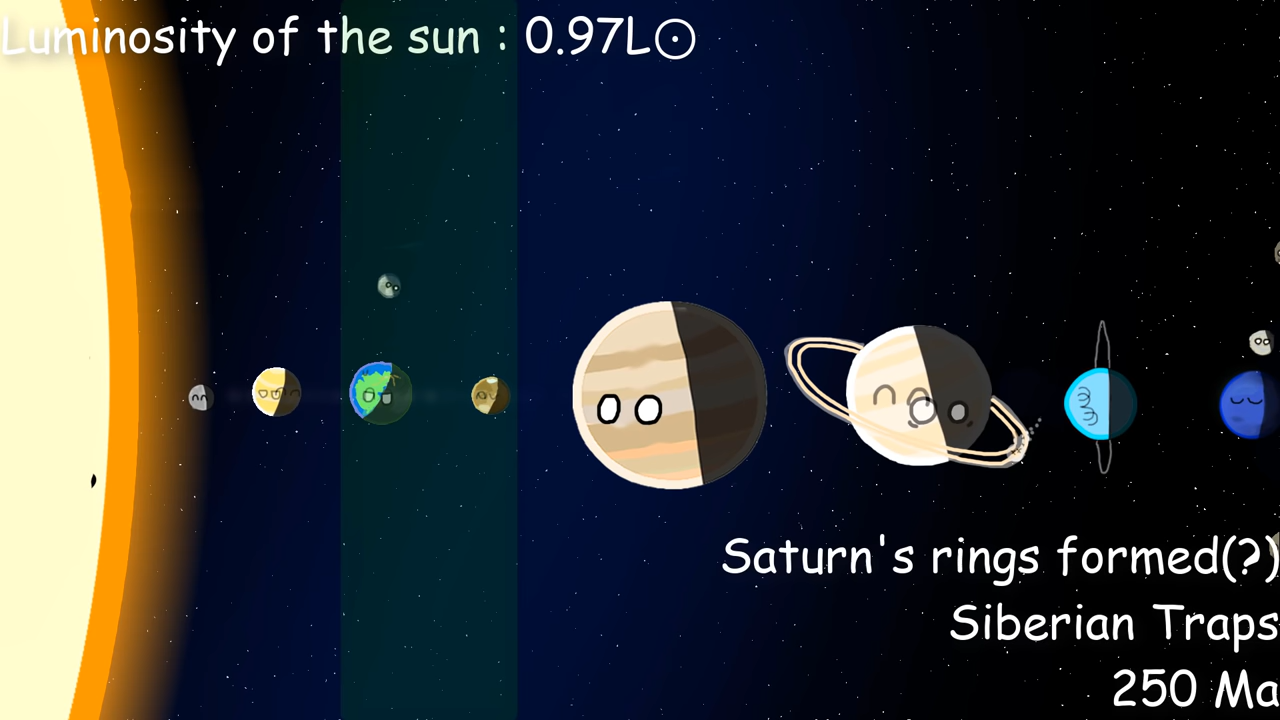 Luminosity of the sun : 0.97L☉
Saturn's rings formed(?)
Siberian Traps
250 Ma